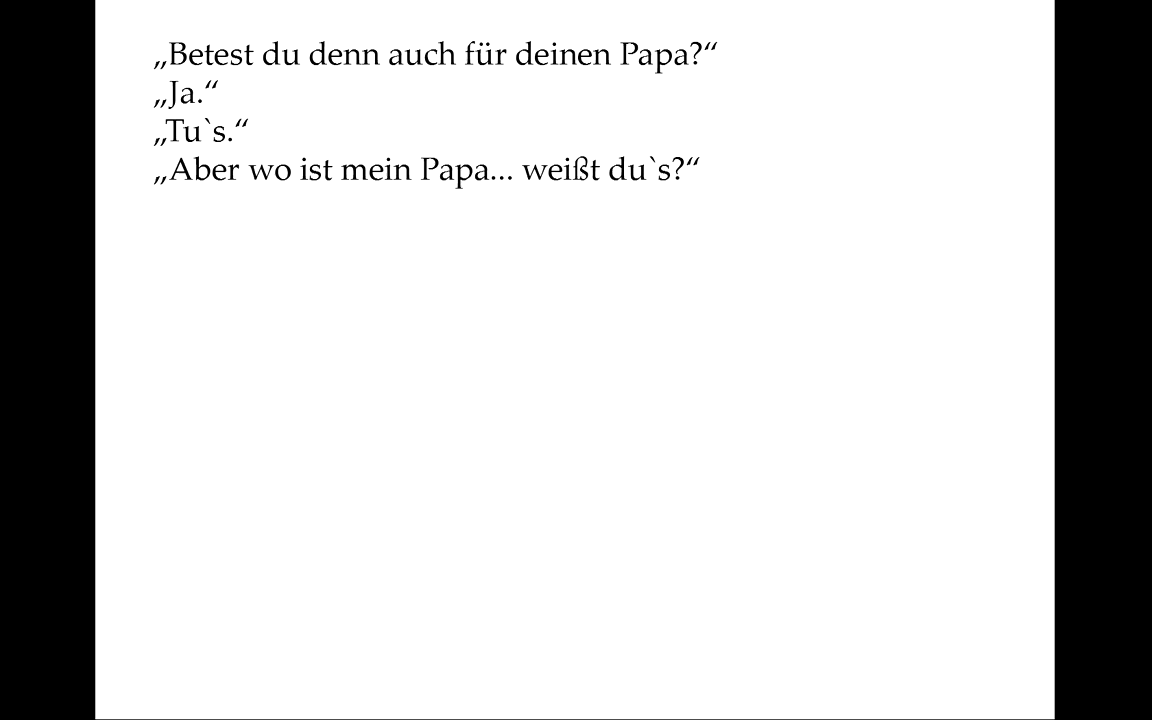 „Betest du denn auch für deinen Papa?“
„Ja.“
„Tu`s.“
„Aber wo ist mein Papa... weißt du`s?“